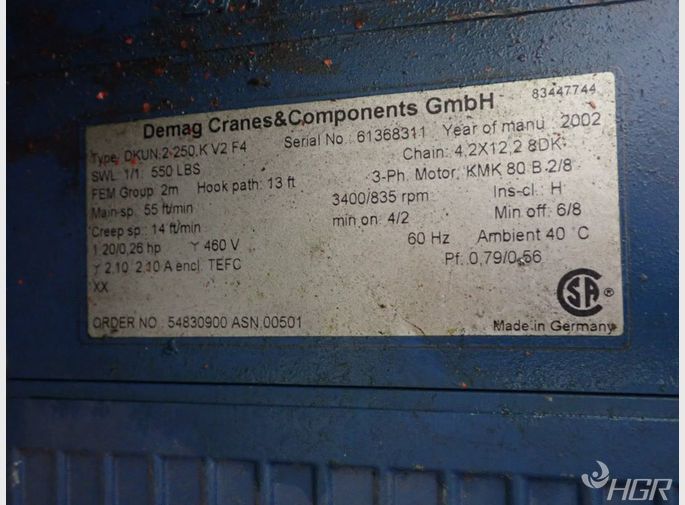 Demag Cranes&Components GmbH 83447744
Type: DKUN.2-250.K V2 F4 Serial No.: 61368311 Year of manu 2002
SWL 1/1: 550 LBS Chain: 4,2X12,2 8DK
FEM Group: 2m Hook path: 13 ft 3-Ph. Motor, KMK 80 B.2/8
Main-sp. 55 ft/min 3400/835 rpm Ins-cl.: H
Creep sp.: 14 ft/min min on: 4/2 Min off: 6/8
1.20/0,26 hp Y 460 V 60 Hz Ambient 40 °C
Y 2.10 2.10 A encl. TEFC Pf. 0,79/0,56
XX
ORDER NO.: 54830900 ASN 00501 Made in Germany
CSA ®
HGR